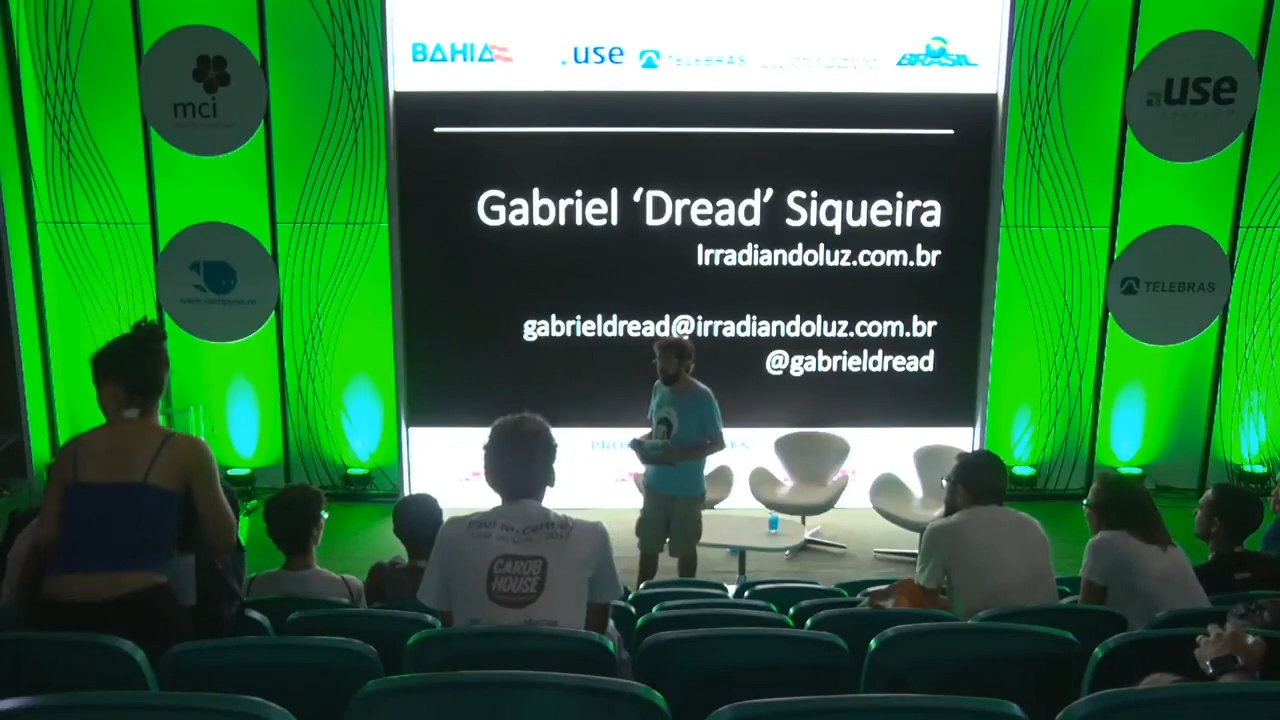 BAHIA
.use
TELEBRAS
BRASIL
mci
.use
Gabriel ‘Dread’ Siqueira
Irradiandoluz.com.br
gabrieldread@irradiandoluz.com.br
@gabrieldread
TELEBRAS
CAROB
HOUSE